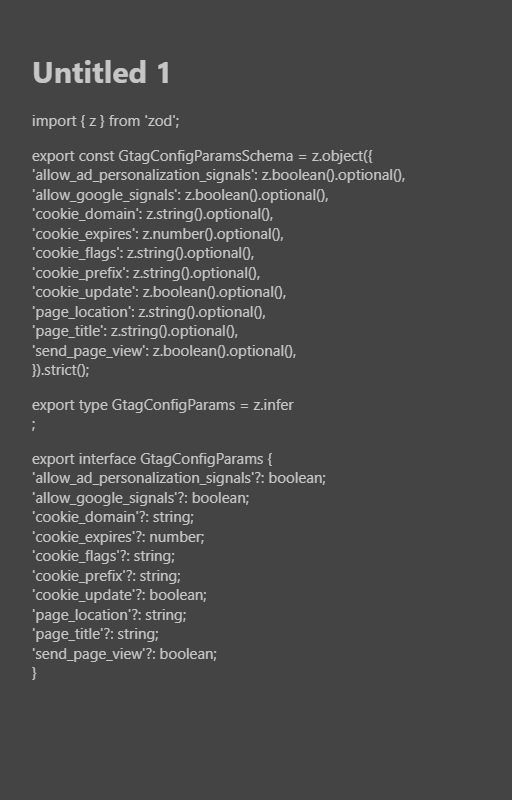 Untitled 1
import { z } from 'zod';
export const GtagConfigParamsSchema = z.object({
'allow_ad_personalization_signals': z.boolean().optional(),
'allow_google_signals': z.boolean().optional(),
'cookie_domain': z.string().optional(),
'cookie_expires': z.number().optional(),
'cookie_flags': z.string().optional(),
'cookie_prefix': z.string().optional(),
'cookie_update': z.boolean().optional(),
'page_location': z.string().optional(),
'page_title': z.string().optional(),
'send_page_view': z.boolean().optional(),
}).strict();
export type GtagConfigParams = z.infer
;
export interface GtagConfigParams {
'allow_ad_personalization_signals'?: boolean;
'allow_google_signals'?: boolean;
'cookie_domain'?: string;
'cookie_expires'?: number;
'cookie_flags'?: string;
'cookie_prefix'?: string;
'cookie_update'?: boolean;
'page_location'?: string;
'page_title'?: string;
'send_page_view'?: boolean;
}